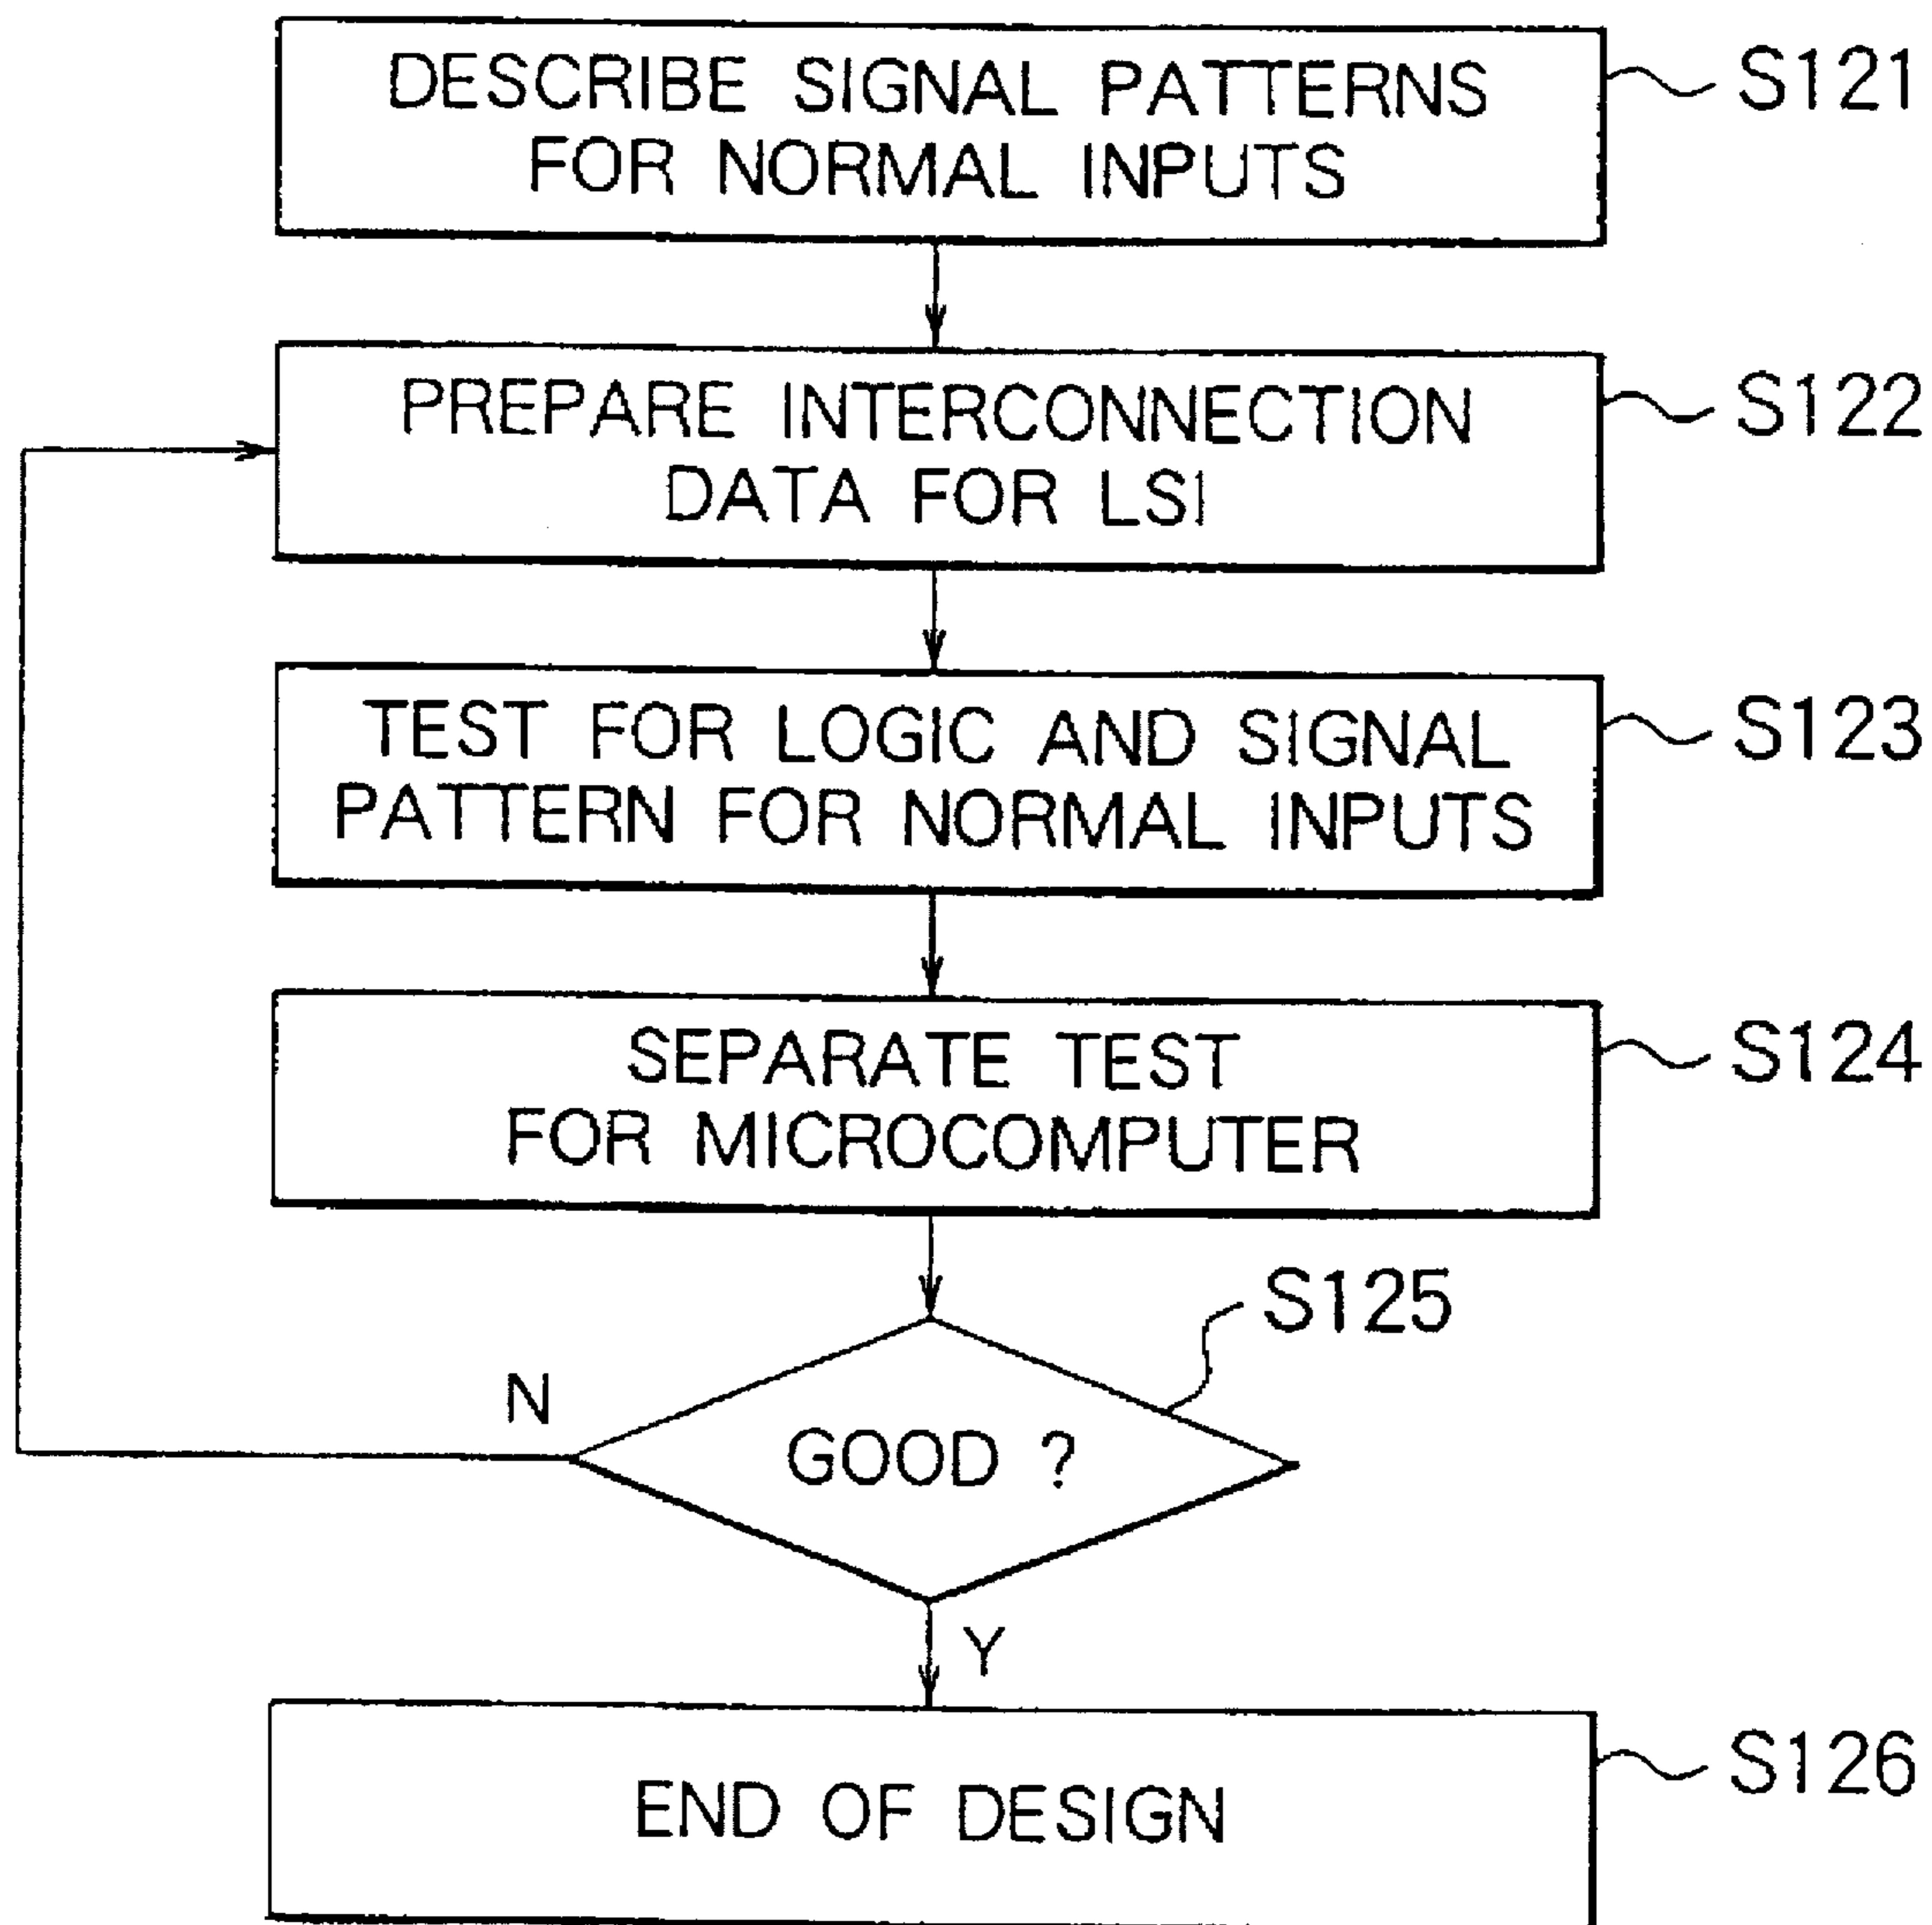 DESCRIBE SIGNAL PATTERNS
FOR NORMAL INPUTS
S121
PREPARE INTERCONNECTION
DATA FOR LSI
S122
TEST FOR LOGIC AND SIGNAL
PATTERN FOR NORMAL INPUTS
S123
SEPARATE TEST
FOR MICROCOMPUTER
S124
S125
N
GOOD ?
Y
END OF DESIGN
S126